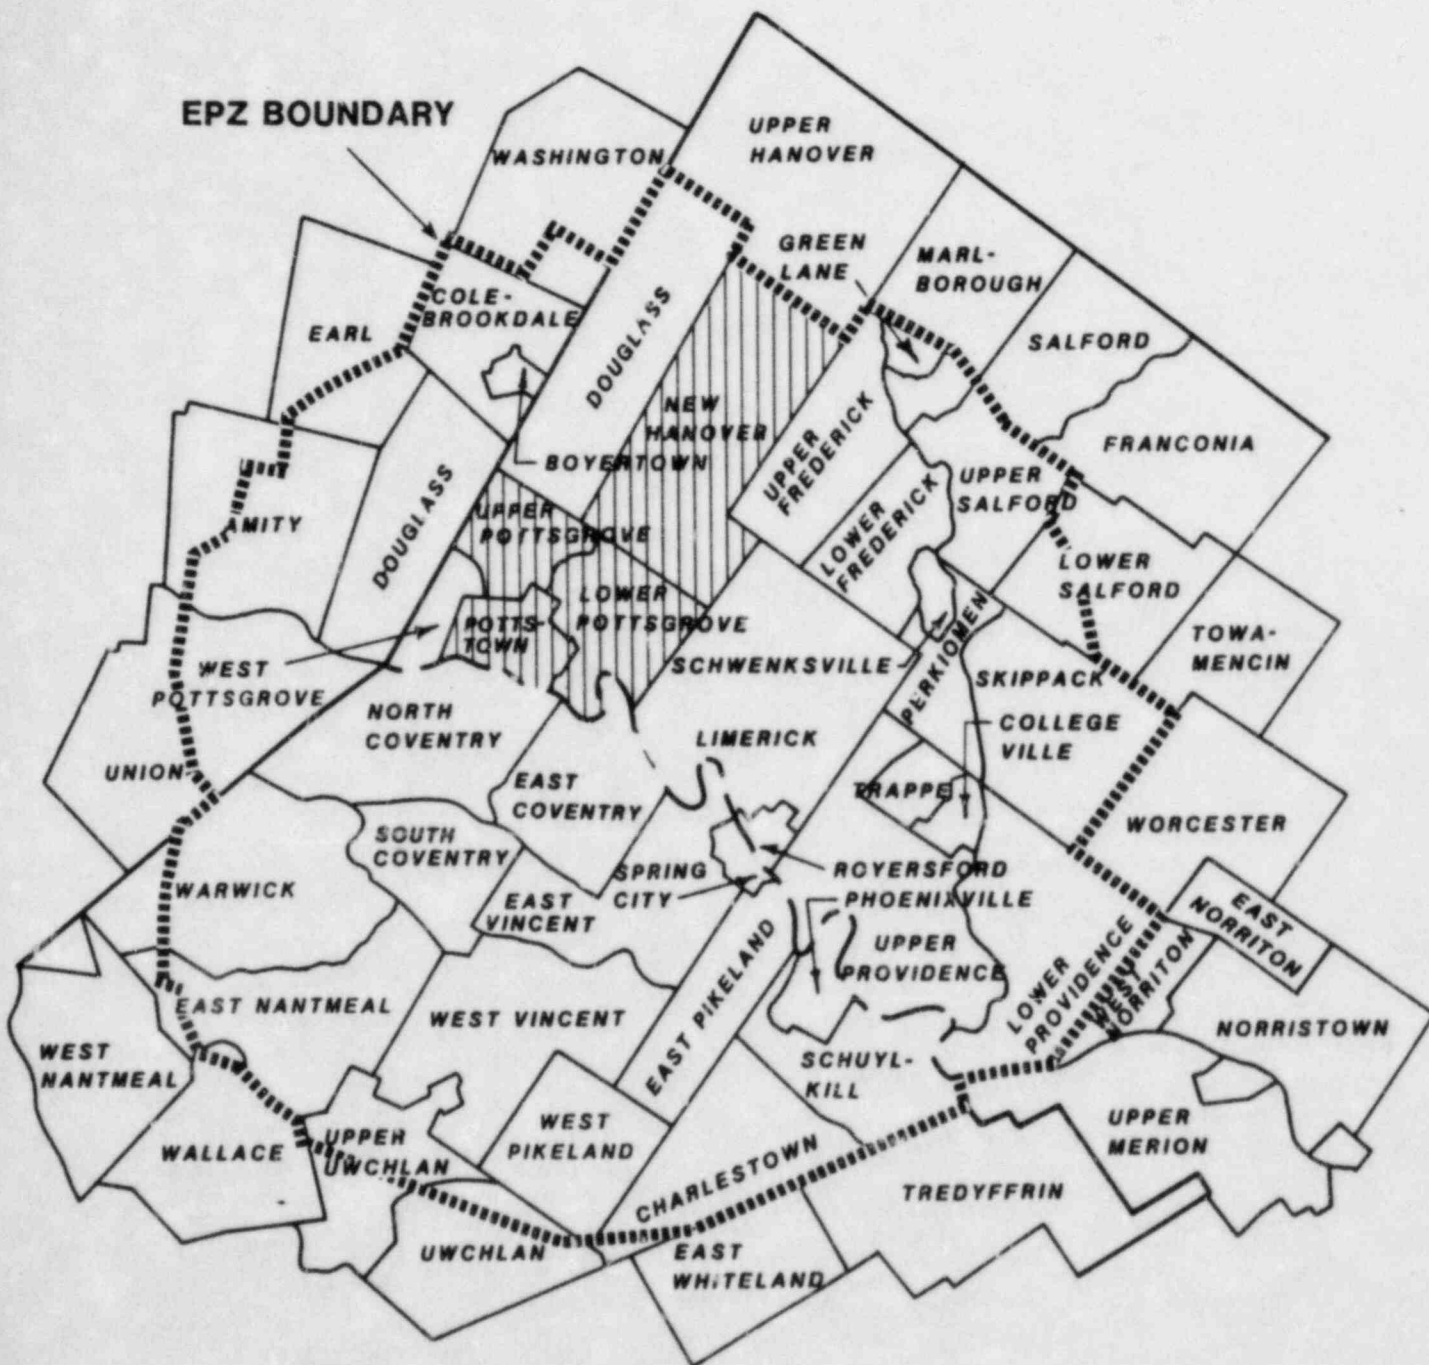 EPZ BOUNDARY
UPPER
HANOVER
WASHINGTON
GREEN
LANE
MARL-
BOROUGH
COLE-
BROOKDALE
EARL
SALFORD
DOUGLASS
NEW
HANOVER
UPPER
FREDERICK
FRANCONIA
BOYERTOWN
UPPER
SALFORD
AMITY
DOUGLASS
UPPER
POTTSGROVE
LOWER
FREDERICK
LOWER
SALFORD
LOWER
POTTSGROVE
POTTS-
TOWN
PERKIOMEN
TOWA-
MENCIN
WEST
POTTSGROVE
SCHWENKSVILLE
SKIPPACK
NORTH
COVENTRY
LIMERICK
COLLEGE
VILLE
UNION
EAST
COVENTRY
TRAPPE
WORCESTER
SOUTH
COVENTRY
SPRING
CITY
ROYERSFORD
PHOENIXVILLE
WARWICK
EAST
VINCENT
EAST
NORRITON
UPPER
PROVIDENCE
EAST PIKELAND
LOWER
PROVIDENCE
WEST
NORRITON
EAST NANTMEAL
WEST VINCENT
NORRISTOWN
WEST
NANTMEAL
SCHUYL-
KILL
WEST
PIKELAND
UPPER
MERION
WALLACE
UPPER
UWCHLAN
CHARLESTOWN
TREDYFFRIN
UWCHLAN
EAST
WHITELAND